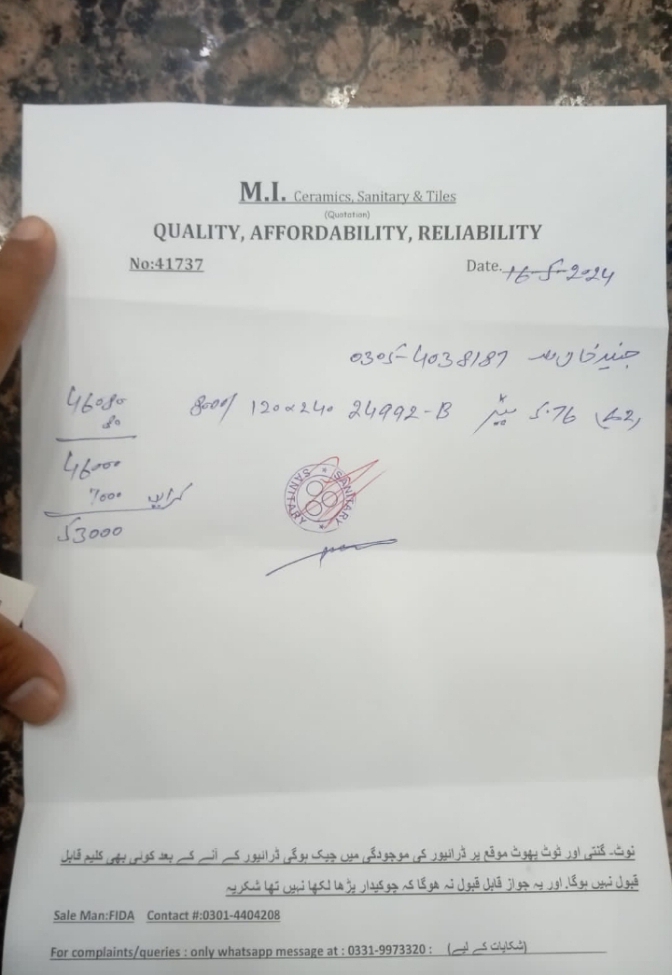 M.I. Ceramics, Sanitary & Tiles
(Quotation)
QUALITY, AFFORDABILITY, RELIABILITY
No:41737 Date. 16-5-2024
جنید خان 0305-4038187
5.76 میٹر 24992-B 120x240 8000/ 46080
80
46000
کرایہ 7000
53000
SANITARY * SANITARY *
نوٹ۔ گنتی اور ٹوٹ پھوٹ موقع پر ڈرائیور کی موجودگی میں چیک ہوگی ڈرائیور کے آنے کے بعد کوئی بھی کلیم قابل
قبول نہیں ہوگا۔ اور یہ جواز قابل قبول نہ ہوگا کہ چوکیدار پڑھا لکھا نہیں تھا شکریہ
Sale Man:FIDA Contact #:0301-4404208
For complaints/queries : only whatsapp message at : 0331-9973320 : (شکایات کے لیے)